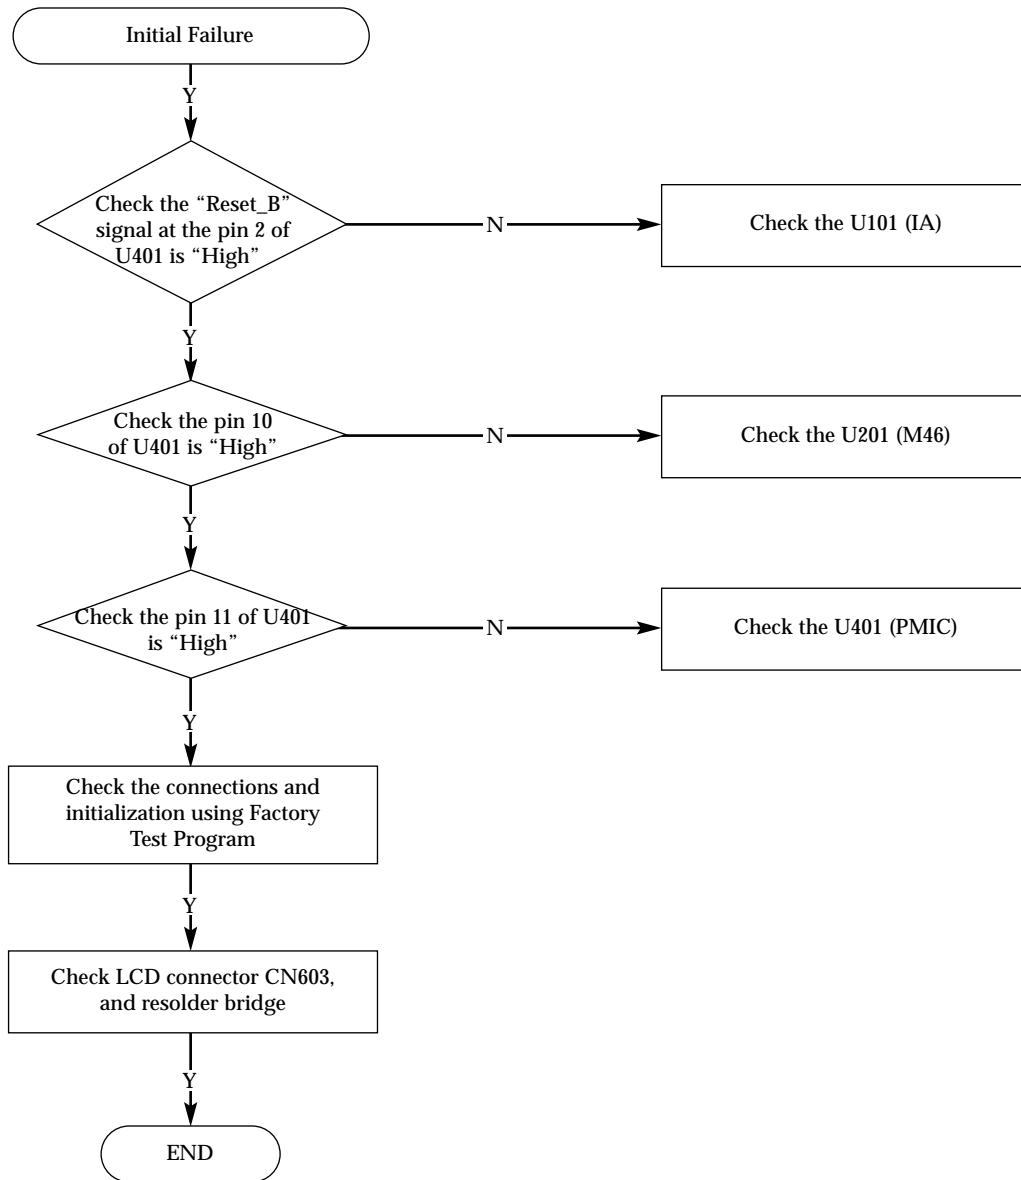 Initial Failure
Y
Check the “Reset_B”
signal at the pin 2 of
U401 is “High”
N
Check the U101 (IA)
Y
Check the pin 10
of U401 is “High”
N
Check the U201 (M46)
Y
Check the pin 11 of U401
is “High”
N
Check the U401 (PMIC)
Y
Check the connections and
initialization using Factory
Test Program
Y
Check LCD connector CN603,
and resolder bridge
Y
END